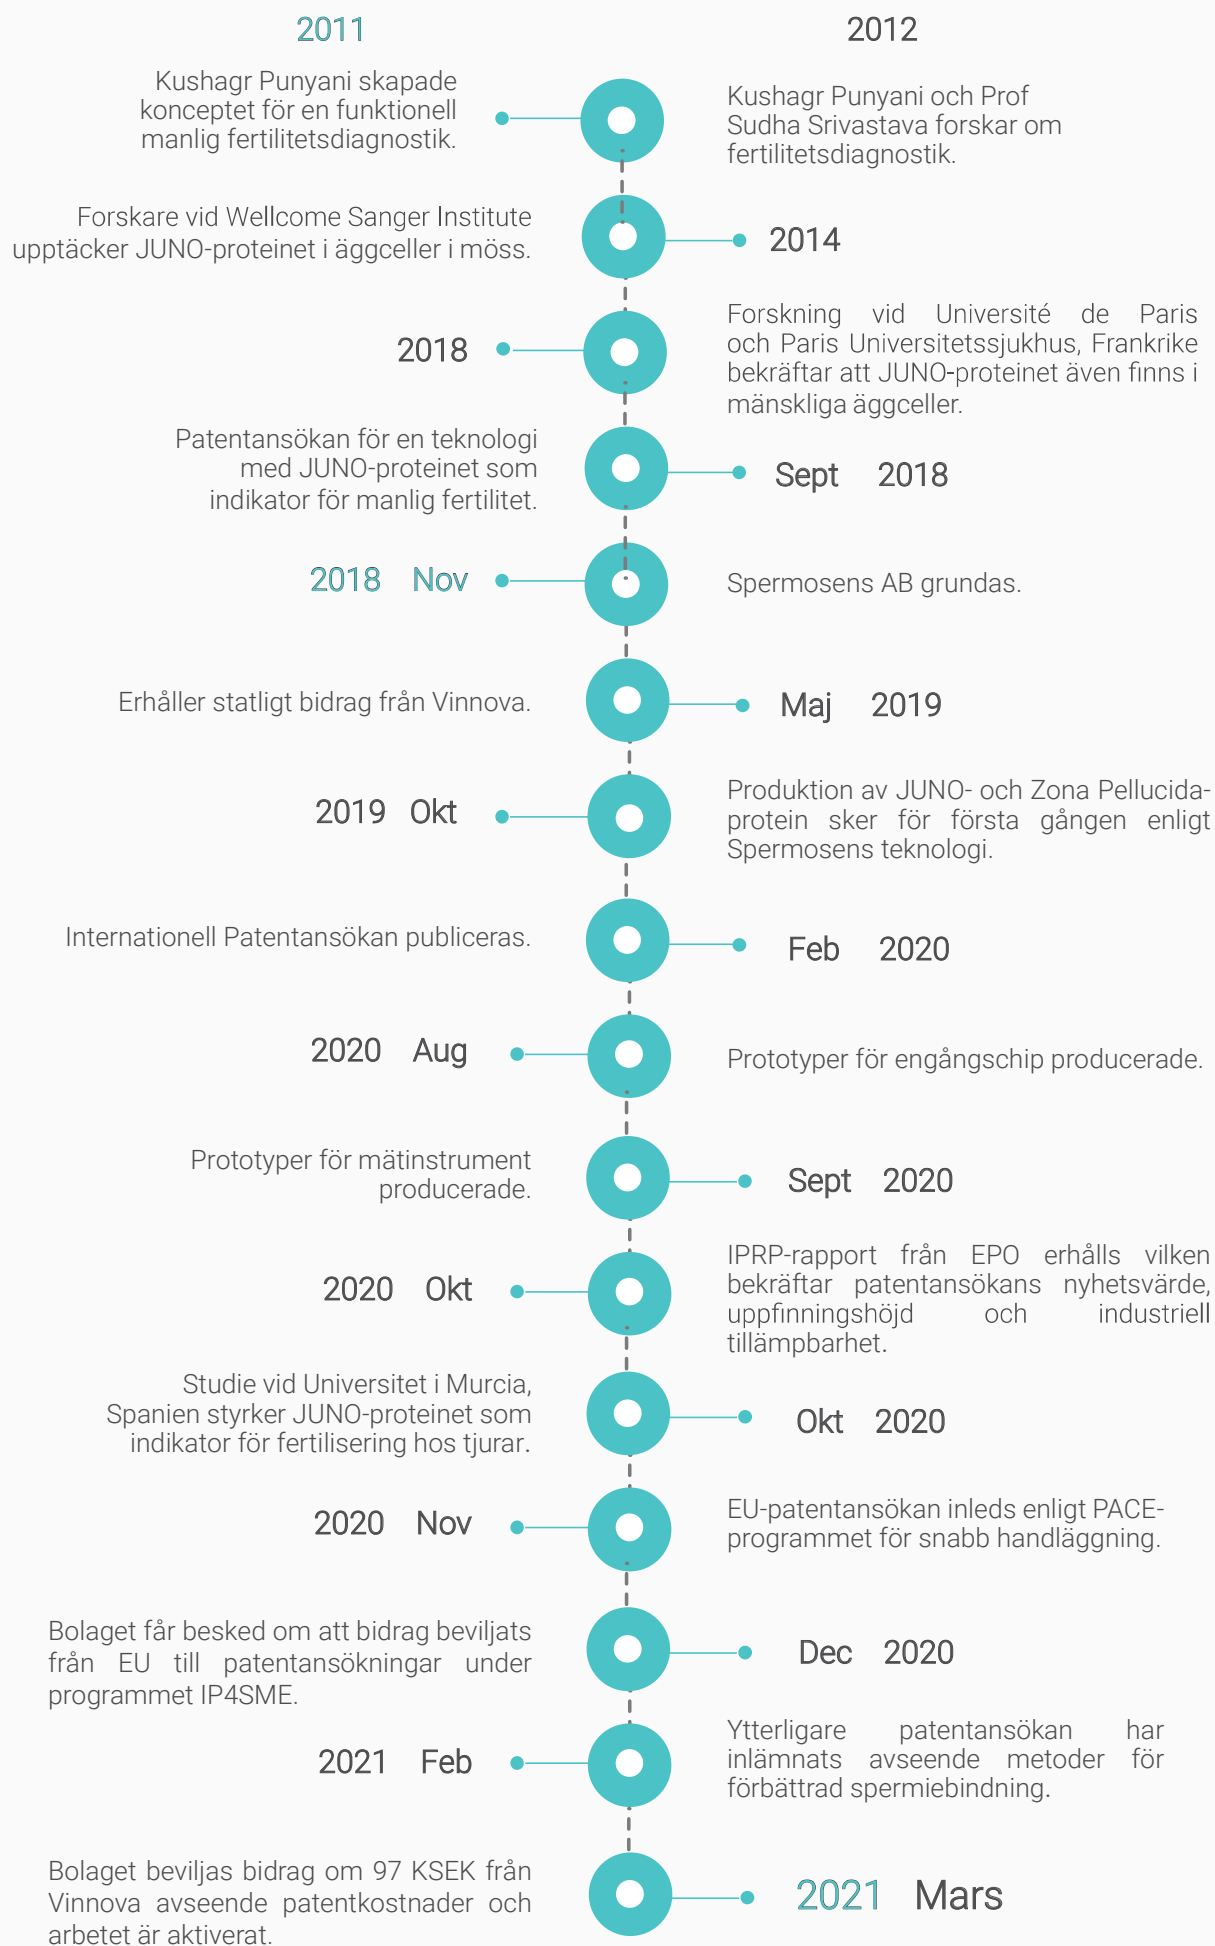 2011
Kushagr Punyani skapade
konceptet för en funktionell
manlig fertilitetsdiagnostik.
2012
Kushagr Punyani och Prof
Sudha Srivastava forskar om
fertilitetsdiagnostik.
Forskare vid Wellcome Sanger Institute
upptäcker JUNO-proteinet i äggceller i möss.
2014
2018
Forskning vid Université de Paris
och Paris Universitetssjukhus, Frankrike
bekräftar att JUNO-proteinet även finns i
mänskliga äggceller.
Patentansökan för en teknologi
med JUNO-proteinet som
indikator för manlig fertilitet.
Sept 2018
2018 Nov
Spermosens AB grundas.
Erhåller statligt bidrag från Vinnova.
Maj 2019
2019 Okt
Produktion av JUNO- och Zona Pellucida-
protein sker för första gången enligt
Spermosens teknologi.
Internationell Patentansökan publiceras.
Feb 2020
2020 Aug
Prototyper för engångschip producerade.
Prototyper för mätinstrument
producerade.
Sept 2020
2020 Okt
IPRP-rapport från EPO erhålls vilken
bekräftar patentansökans nyhetsvärde,
uppfinningshöjd och industriell
tillämpbarhet.
Studie vid Universitet i Murcia,
Spanien styrker JUNO-proteinet som
indikator för fertilisering hos tjurar.
Okt 2020
2020 Nov
EU-patentansökan inleds enligt PACE-
programmet för snabb handläggning.
Bolaget får besked om att bidrag beviljats
från EU till patentansökningar under
programmet IP4SME.
Dec 2020
2021 Feb
Ytterligare patentansökan har
inlämnats avseende metoder för
förbättrad spermiebindning.
Bolaget beviljas bidrag om 97 KSEK från
Vinnova avseende patentkostnader och
arbetet är aktiverat.
2021 Mars